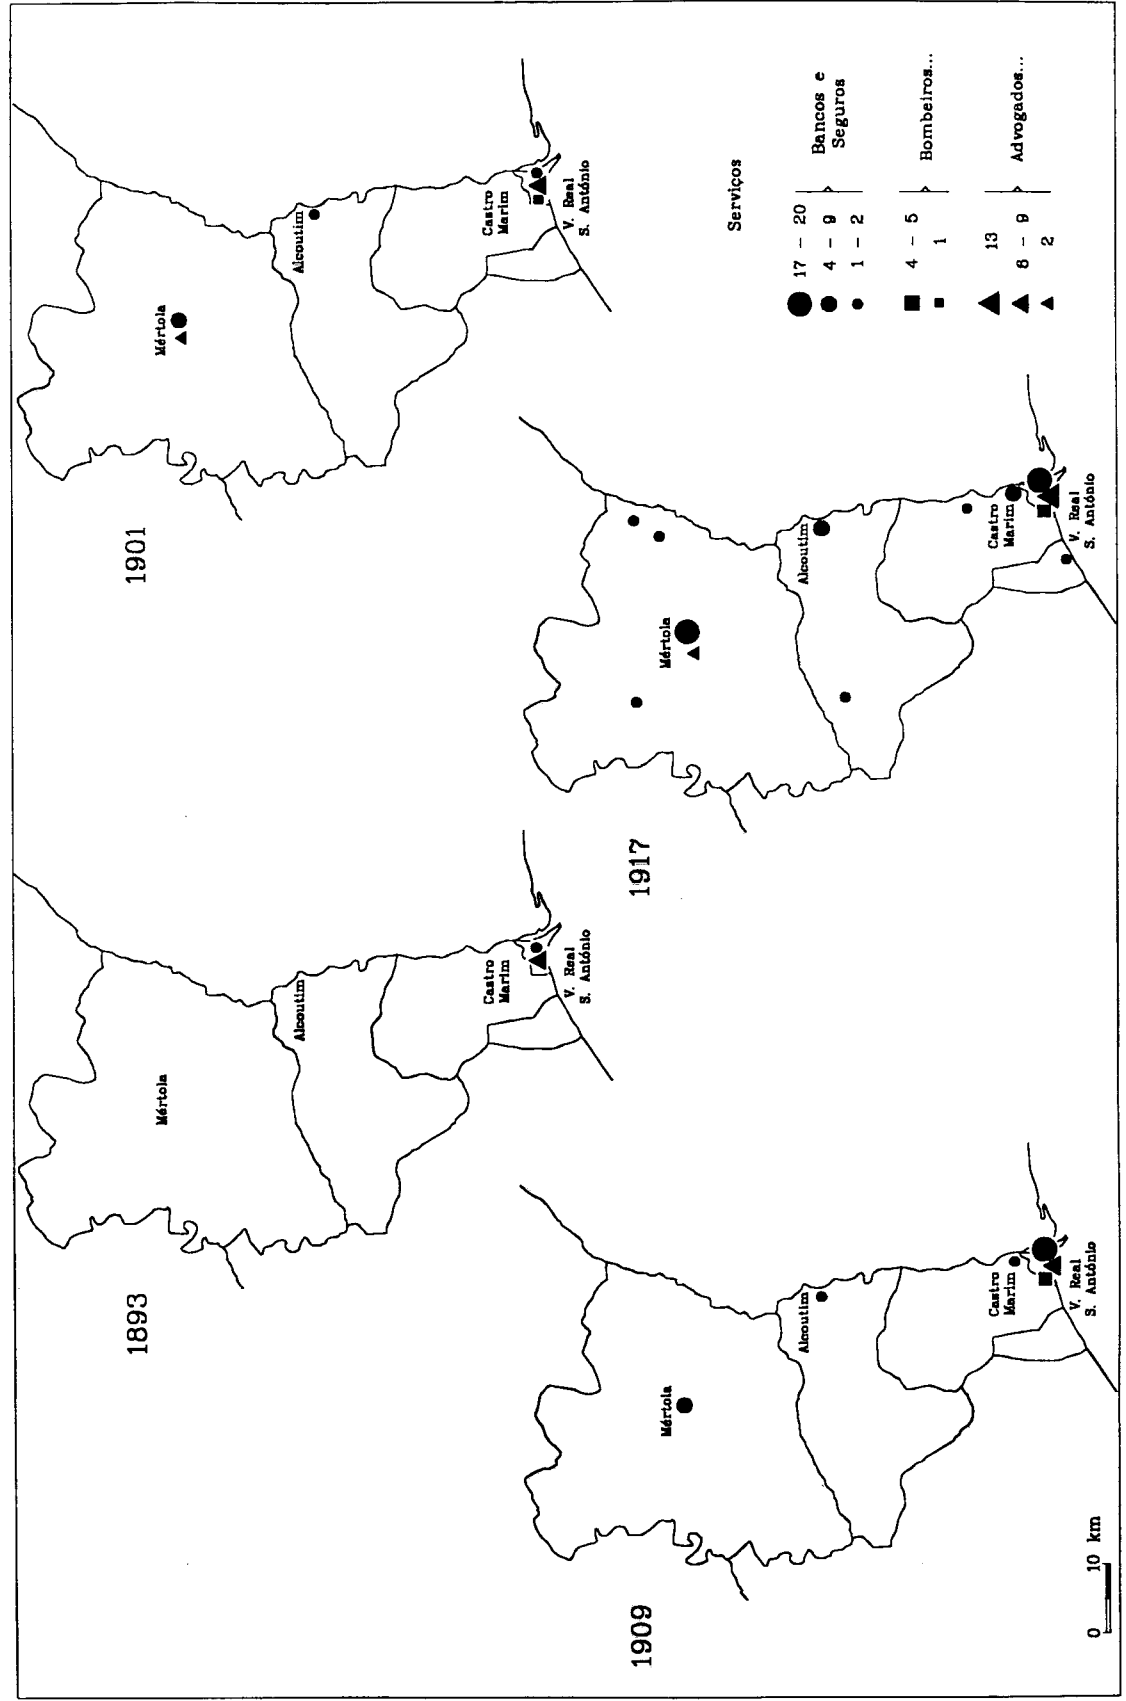 1893
Mértola
Alcoutim
Castro
Marim
V. Real
S. António
1901
Mértola
Alcoutim
Castro
Marim
V. Real
S. António
1909
Mértola
Alcoutim
Castro
Marim
V. Real
S. António
0 10 km
1917
Mértola
Alcoutim
Castro
Marim
V. Real
S. António
Serviços
17 - 20
4 - 9
1 - 2
Bancos e
Seguros
4 - 5
1
Bombeiros...
13
6 - 9
2
Advogados...